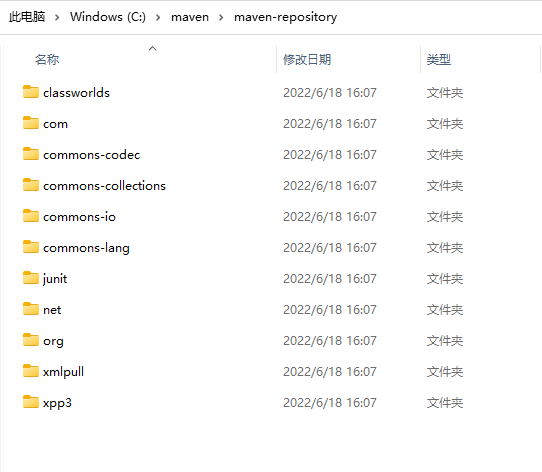 此电脑 > Windows (C:) > maven > maven-repository
名称 修改日期 类型
classworlds 2022/6/18 16:07 文件夹
com 2022/6/18 16:07 文件夹
commons-codec 2022/6/18 16:07 文件夹
commons-collections 2022/6/18 16:07 文件夹
commons-io 2022/6/18 16:07 文件夹
commons-lang 2022/6/18 16:07 文件夹
junit 2022/6/18 16:07 文件夹
net 2022/6/18 16:07 文件夹
org 2022/6/18 16:07 文件夹
xmlpull 2022/6/18 16:07 文件夹
xpp3 2022/6/18 16:07 文件夹